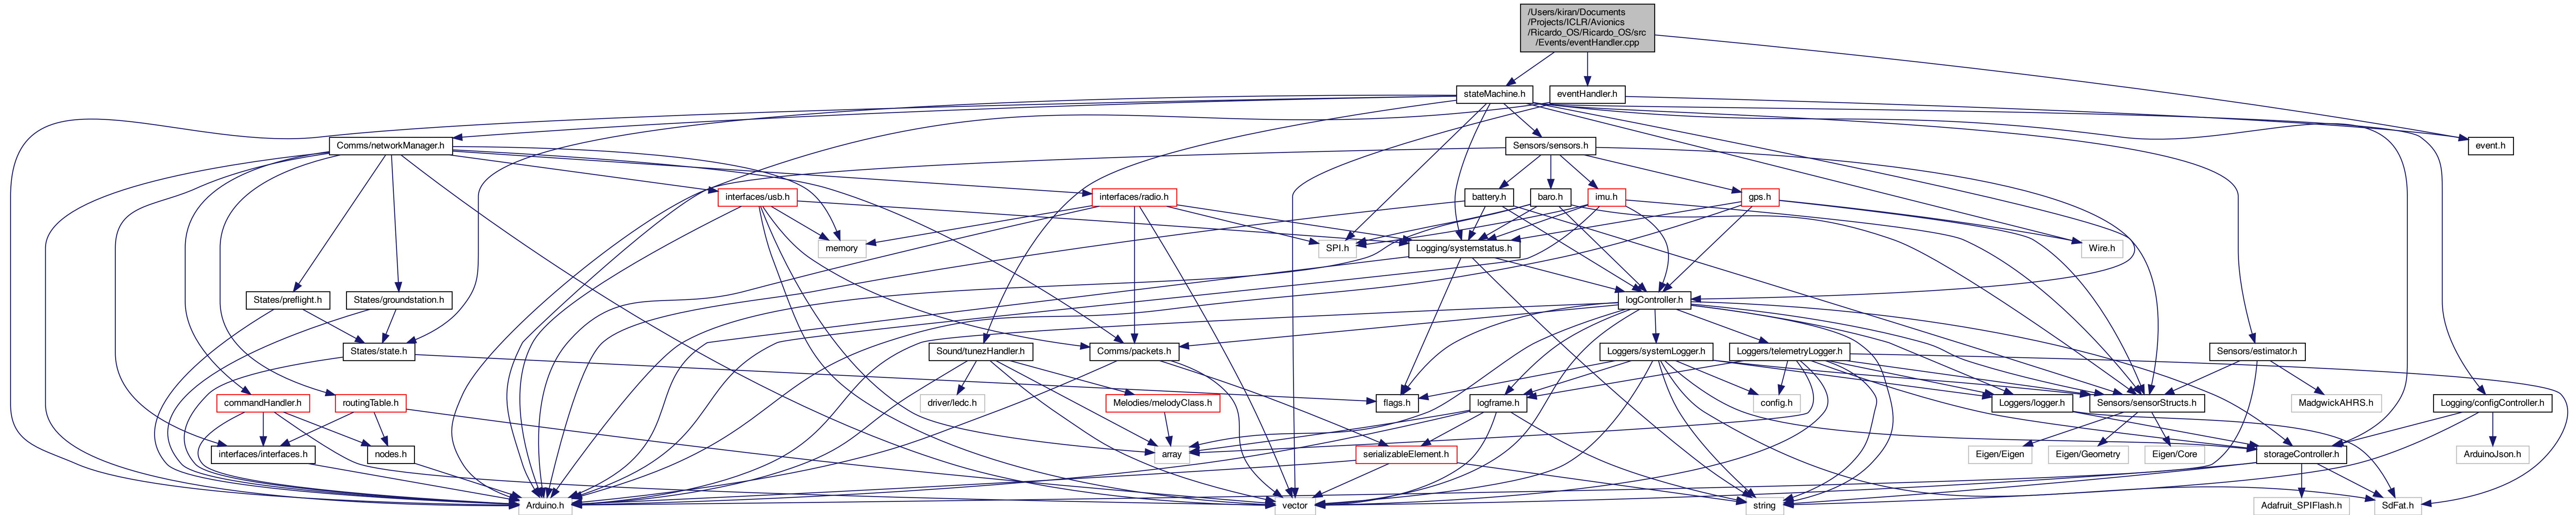 /Users/kiran/Documents
/Projects/ICLR/Avionics
/Ricardo_OS/Ricardo_OS/src
/Events/eventHandler.cpp
stateMachine.h
eventHandler.h
Comms/networkManager.h
Sensors/sensors.h
event.h
interfaces/usb.h
interfaces/radio.h
battery.h
baro.h
imu.h
gps.h
memory
SPI.h
Logging/systemstatus.h
Wire.h
States/preflight.h
States/groundstation.h
logController.h
States/state.h
Sound/tunezHandler.h
Comms/packets.h
Loggers/systemLogger.h
Loggers/telemetryLogger.h
Sensors/estimator.h
commandHandler.h
routingTable.h
driver/ledc.h
Melodies/melodyClass.h
flags.h
logframe.h
config.h
Loggers/logger.h
Sensors/sensorStructs.h
MadgwickAHRS.h
Logging/configController.h
interfaces/interfaces.h
nodes.h
array
serializableElement.h
Eigen/Eigen
Eigen/Geometry
Eigen/Core
storageController.h
ArduinoJson.h
Arduino.h
vector
string
Adafruit_SPIFlash.h
SdFat.h